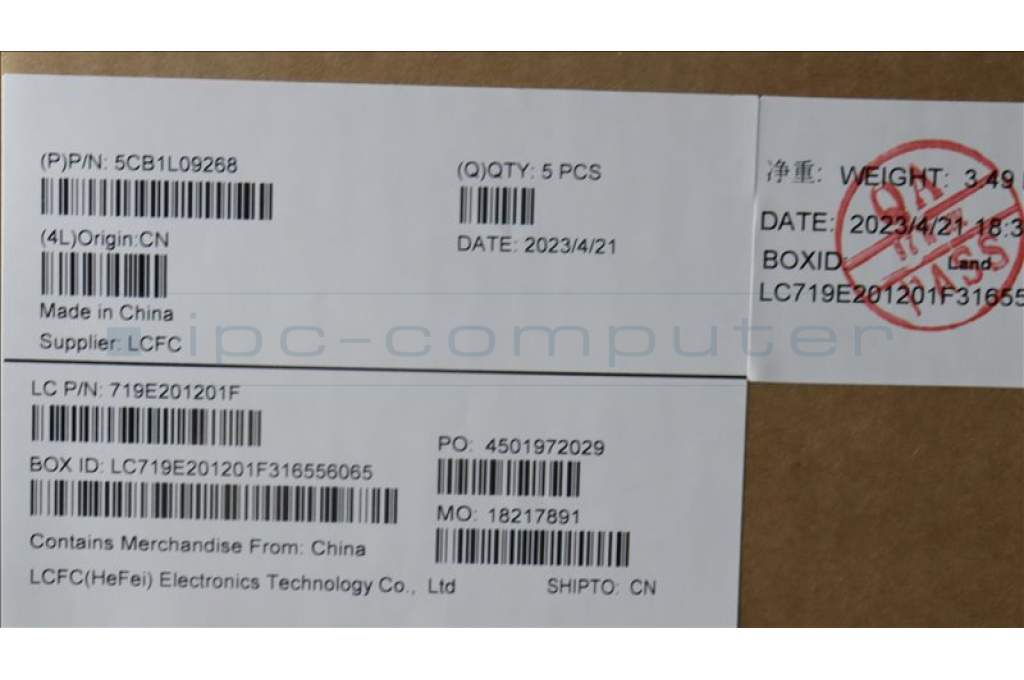 (P)P/N: 5CB1L09268
(4L)Origin:CN
Made in China
Supplier: LCFC
(Q)QTY: 5 PCS
DATE: 2023/4/21
LC P/N: 719E201201F
BOX ID: LC719E201201F316556065
Contains Merchandise From: China
LCFC(HeFei) Electronics Technology Co., Ltd
PO: 4501972029
MO: 18217891
SHIPTO: CN
净重: WEIGHT: 3.49
DATE: 2023/4/21 18:3
BOXID: Land
LC719E201201F31655
QA
PASS
ipc-computer